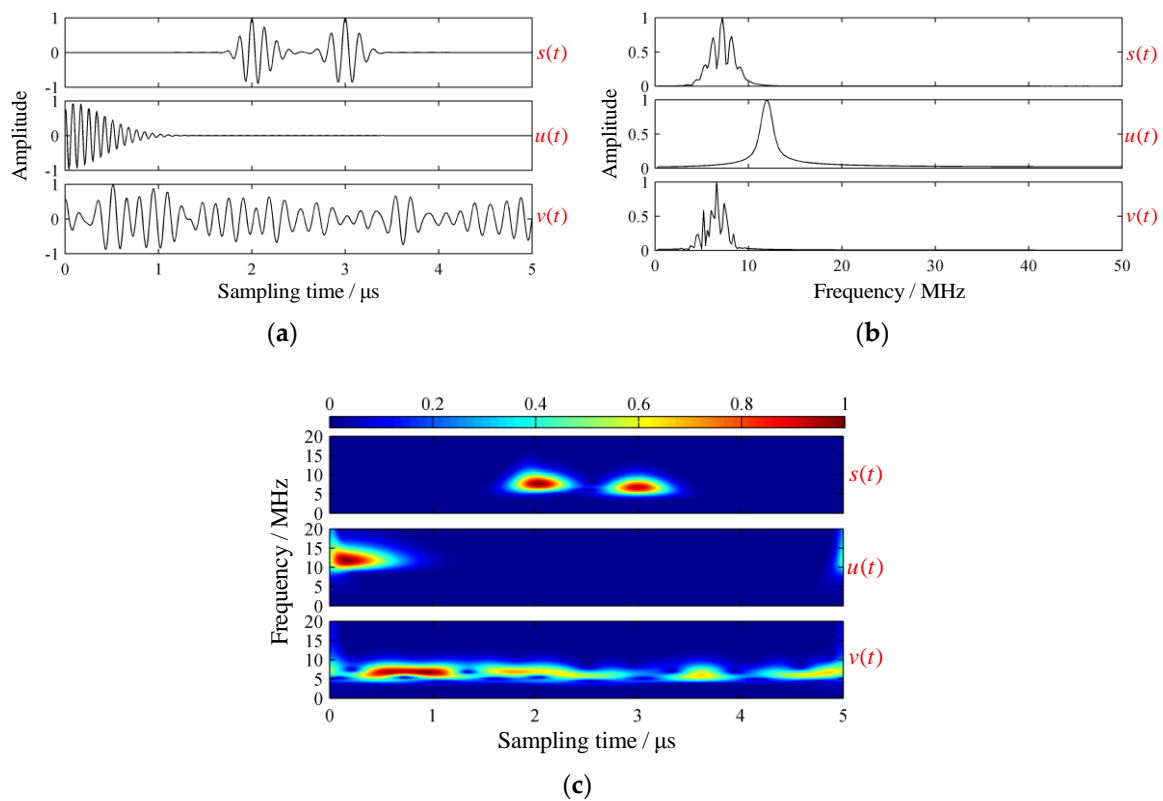 1
0
-1
s(t)
1
0
-1
u(t)
1
0
-1
v(t)
Amplitude
0 1 2 3 4 5
Sampling time / μs
(a)
1
0.5
0
s(t)
1
0.5
0
u(t)
1
0.5
0
v(t)
Amplitude
0 10 20 30 40 50
Frequency / MHz
(b)
0 0.2 0.4 0.6 0.8 1
20
15
10
5
0
s(t)
20
15
10
5
0
u(t)
20
15
10
5
0
v(t)
Frequency / MHz
0 1 2 3 4 5
Sampling time / μs
(c)